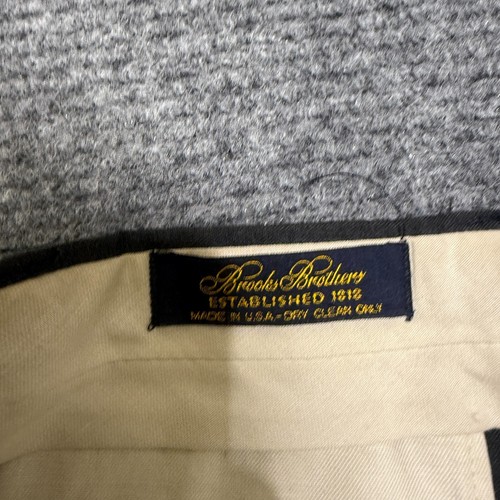 Brooks Brothers
ESTABLISHED 1818
MADE IN U.S.A. - DRY CLEAN ONLY